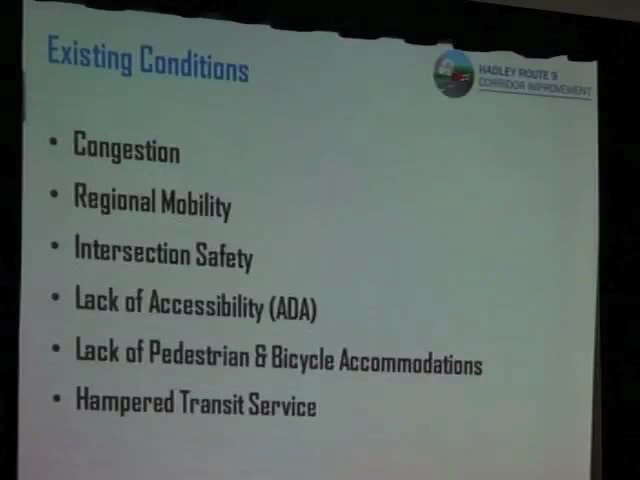 Existing Conditions
HADLEY ROUTE 9
CORRIDOR IMPROVEMENT
• Congestion
• Regional Mobility
• Intersection Safety
• Lack of Accessibility (ADA)
• Lack of Pedestrian & Bicycle Accommodations
• Hampered Transit Service